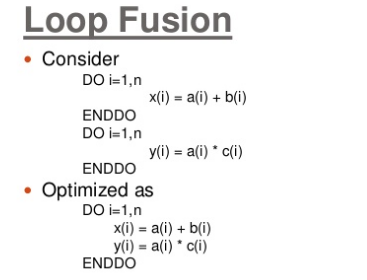 Loop Fusion
• Consider
DO i=1,n
x(i) = a(i) + b(i)
ENDDO
DO i=1,n
y(i) = a(i) * c(i)
ENDDO
• Optimized as
DO i=1,n
x(i) = a(i) + b(i)
y(i) = a(i) * c(i)
ENDDO